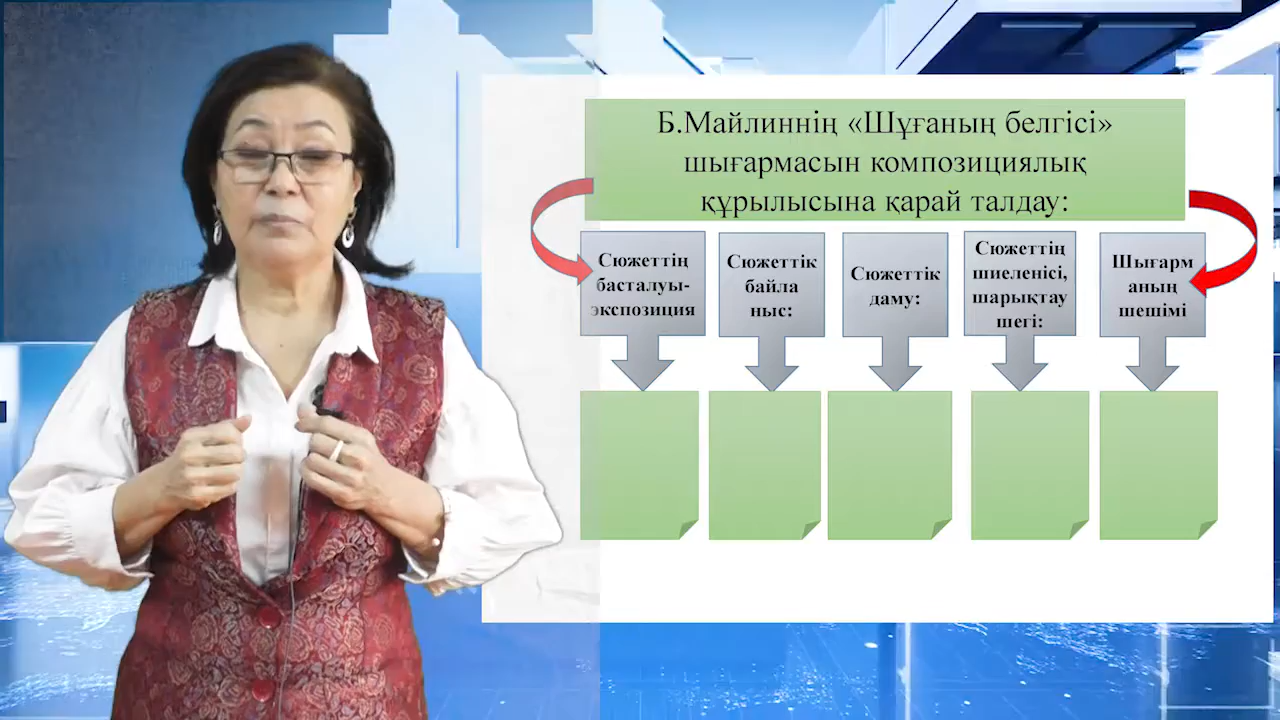 Б.Майлиннің «Шұғаның белгісі»
шығармасын композициялық
құрылысына қарай талдау:
Сюжеттің
басталуы-
экспозиция
Сюжеттік
байла
ныс:
Сюжеттік
даму:
Сюжеттің
шиеленісі,
шарықтау
шегі:
Шығарм
аның
шешімі